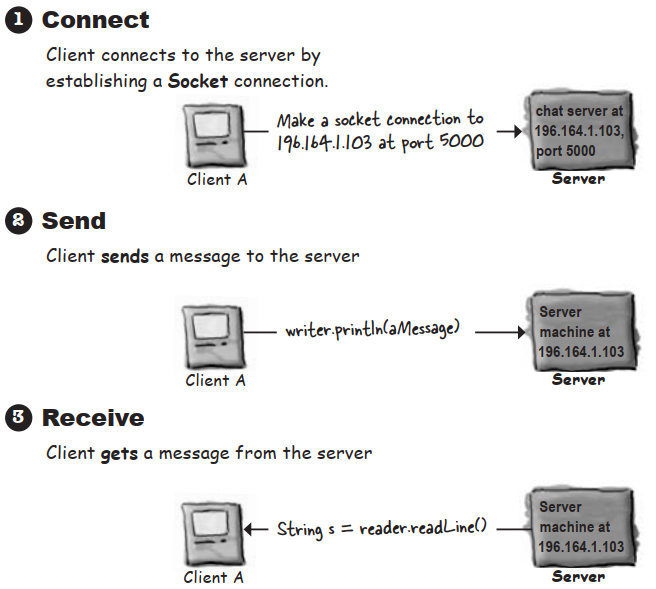 1 Connect
Client connects to the server by
establishing a Socket connection.
Make a socket connection to
196.164.1.103 at port 5000
chat server at
196.164.1.103,
port 5000
Client A
Server
2 Send
Client sends a message to the server
writer.println(aMessage)
Server
machine at
196.164.1.103
Client A
Server
3 Receive
Client gets a message from the server
String s = reader.readLine()
Server
machine at
196.164.1.103
Client A
Server